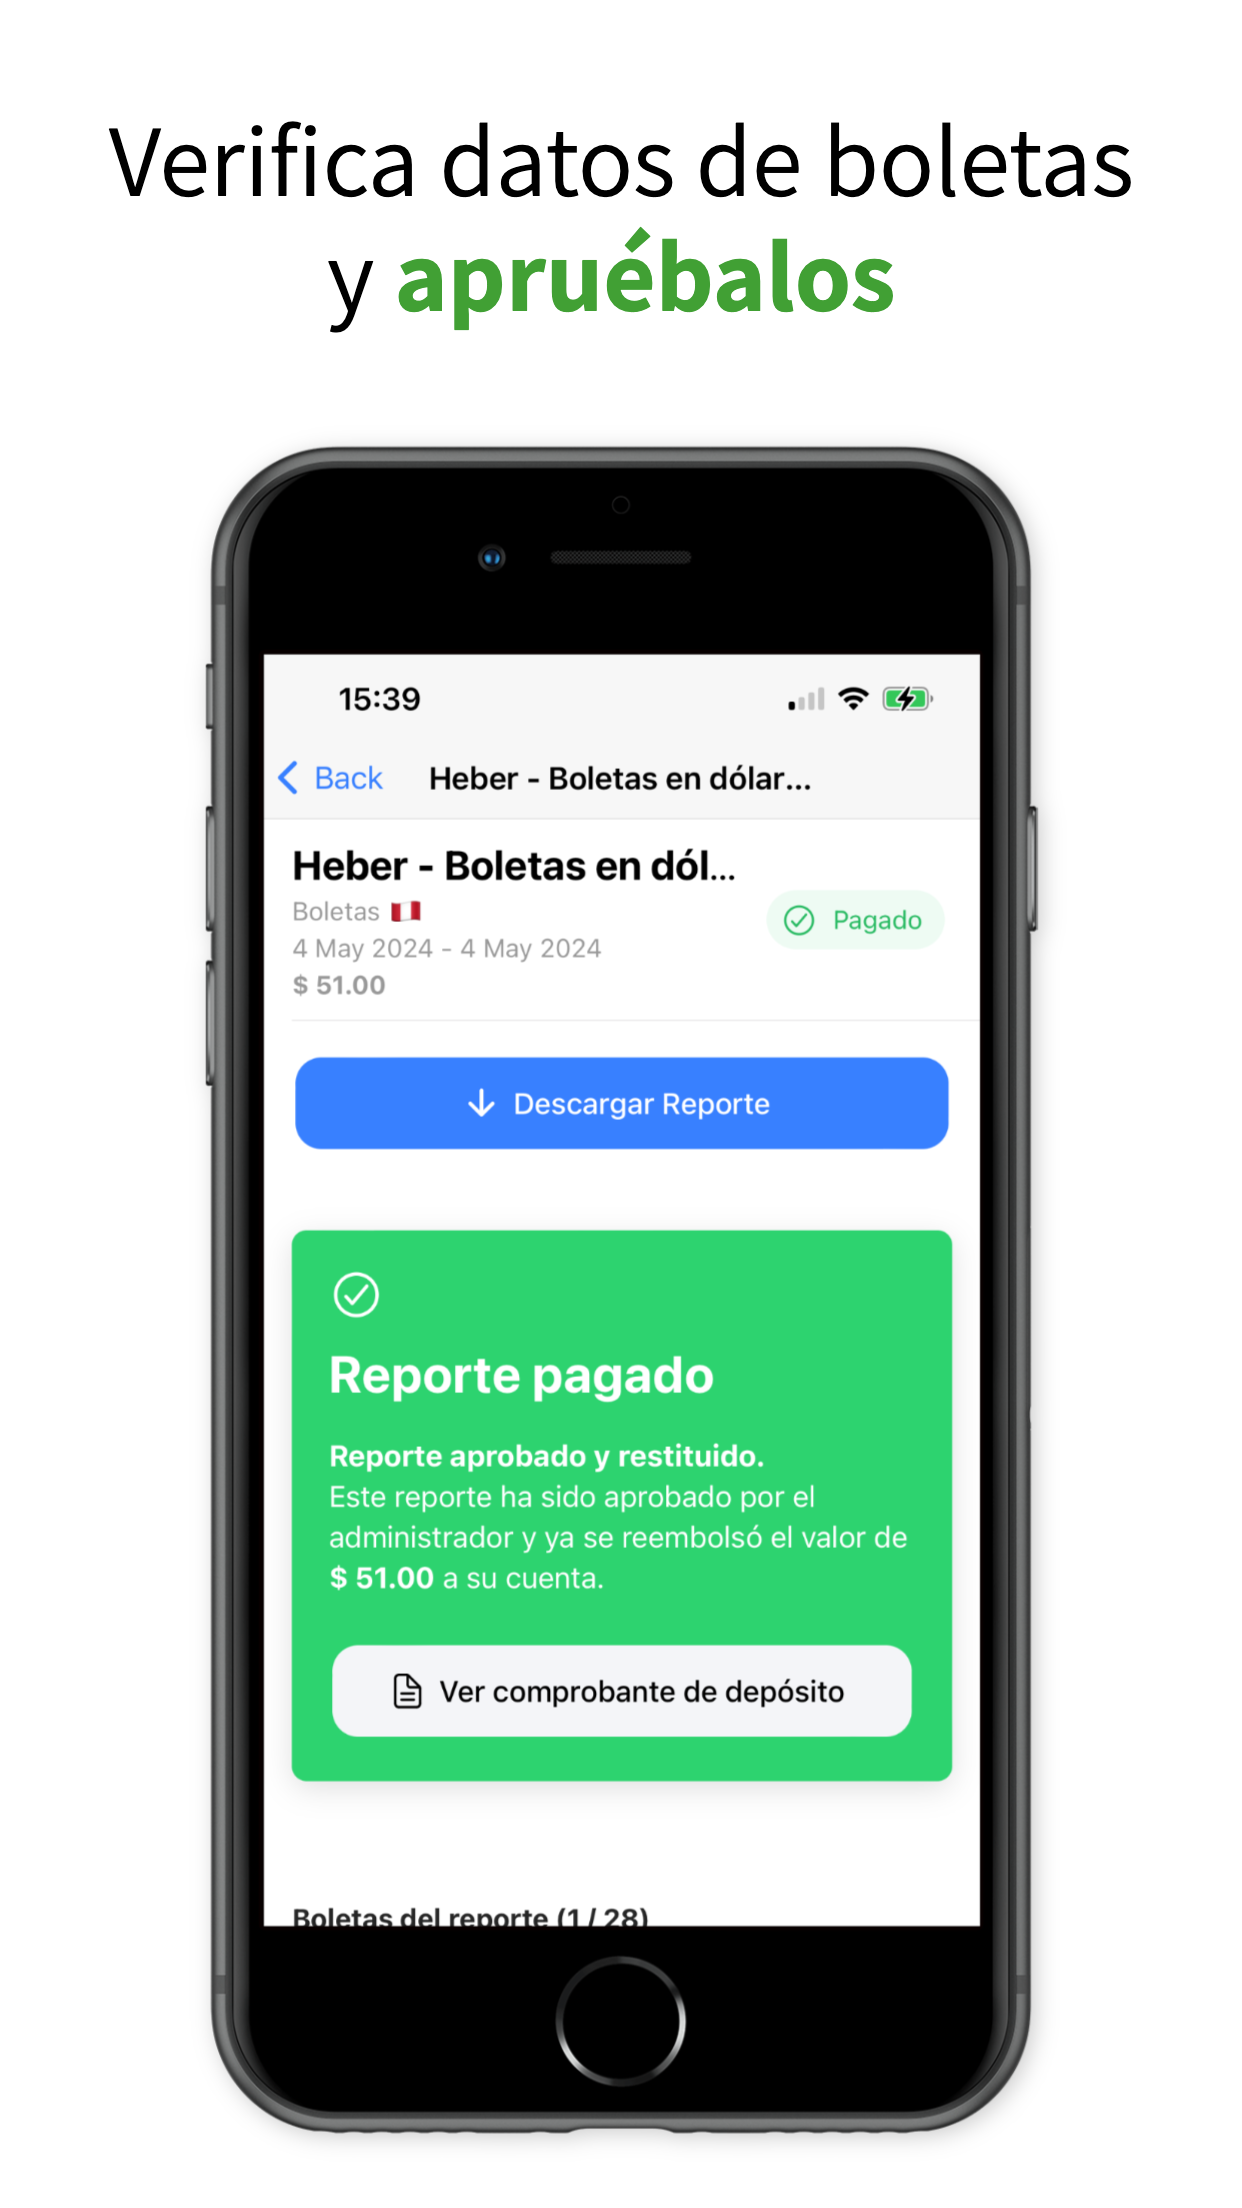 Verifica datos de boletas
y apruébalos
15:39
Back
Heber - Boletas en dólar...
Heber - Boletas en dól...
Boletas
Pagado
4 May 2024 - 4 May 2024
$ 51.00
Descargar Reporte
Reporte pagado
Reporte aprobado y restituido.
Este reporte ha sido aprobado por el
administrador y ya se reembolsó el valor de
$ 51.00 a su cuenta.
Ver comprobante de depósito
Boletas del reporte (1 / 28)